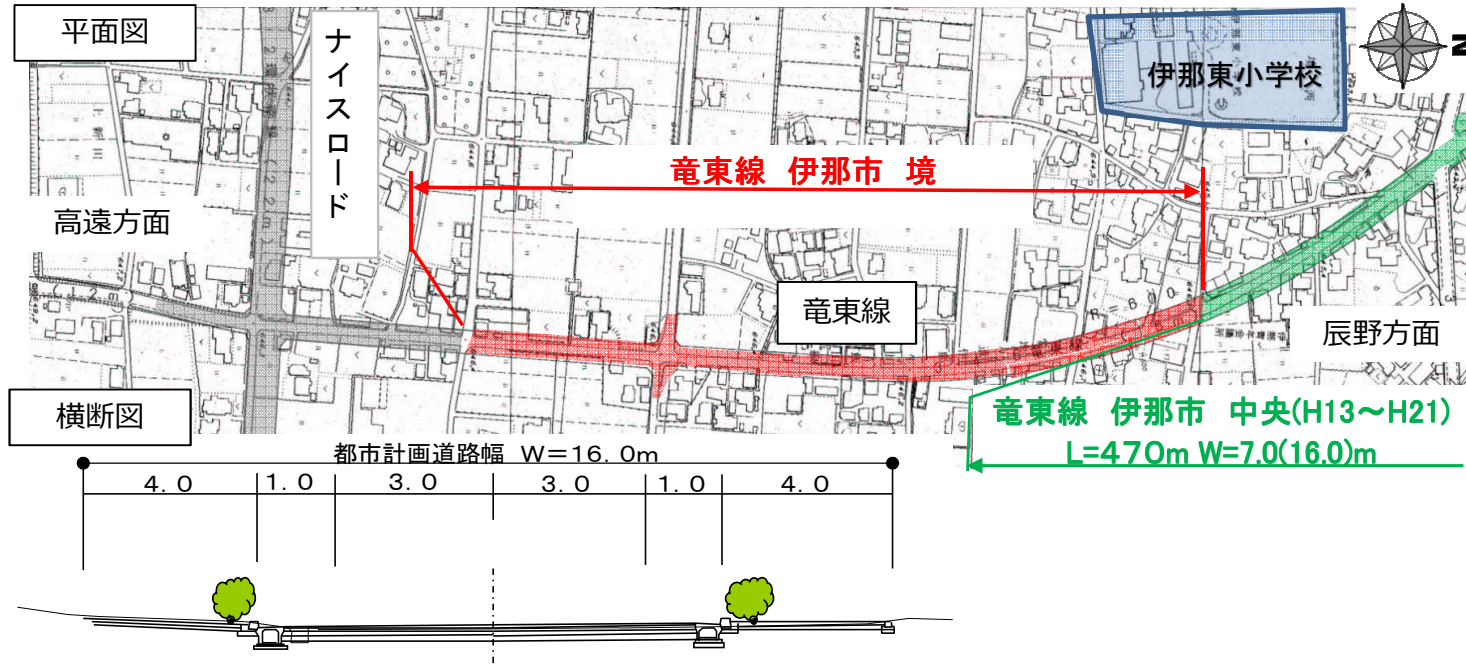 平面図
ナイスロード
伊那東小学校
N
竜東線 伊那市 境
高遠方面
竜東線
辰野方面
竜東線 伊那市 中央(H13～H21)
L=470m W=7.0(16.0)m
横断図
都市計画道路幅 W=16.0m
4.0 1.0 3.0 3.0 1.0 4.0